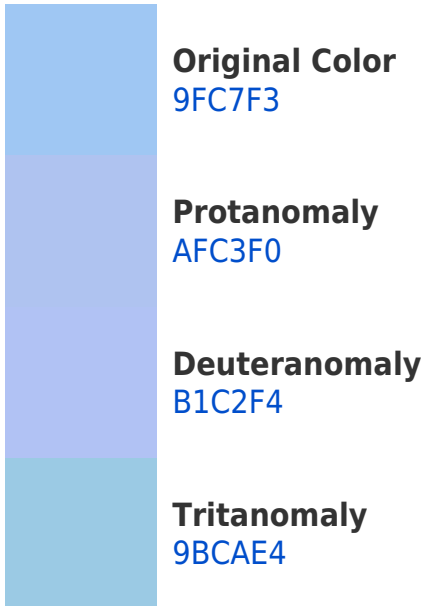 Original Color
9FC7F3
Protanomaly
AFC3F0
Deuteranomaly
B1C2F4
Tritanomaly
9BCAE4